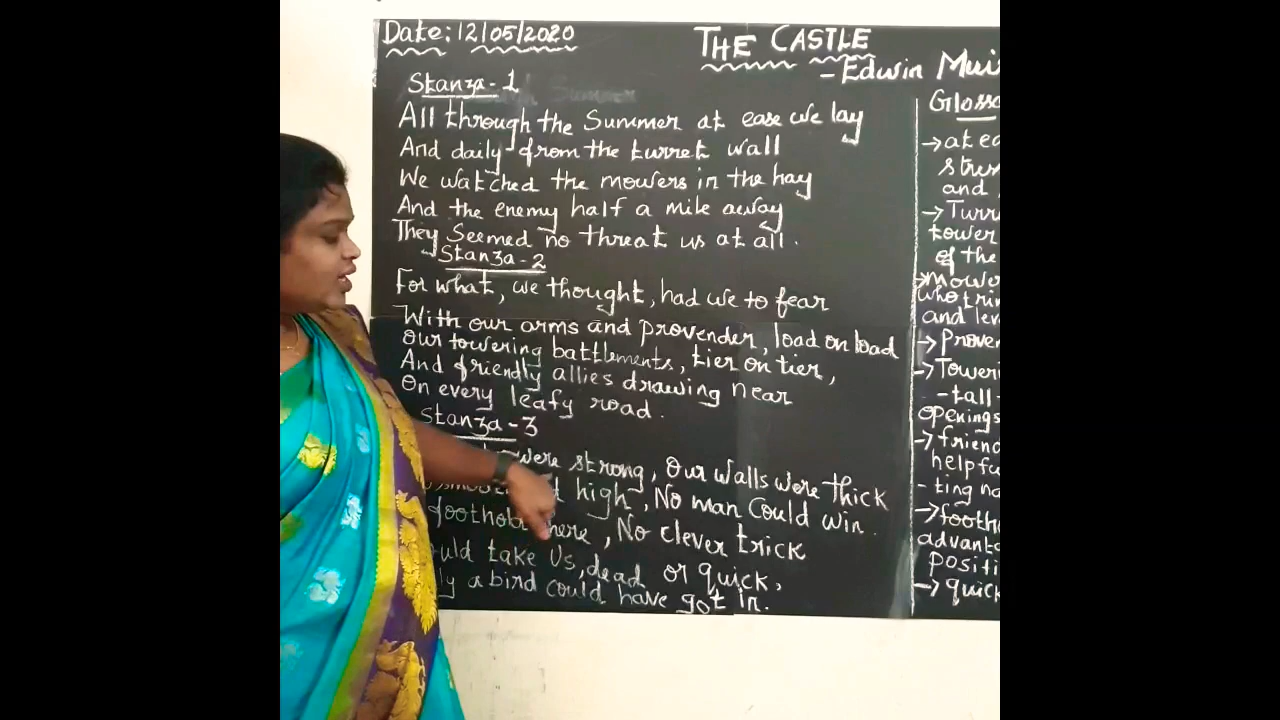 Date: 12/05/2020
THE CASTLE
- Edwin Mui
Stanza - 1
All through the Summer at ease we lay
And daily from the turret wall
We watched the mowers in the hay
And the enemy half a mile away
They Seemed no threat us at all.
Stanza - 2
For what, we thought, had we to fear
With our arms and provender, load on load
Our towering battlements, tier on tier,
And friendly allies drawing near
On every leafy road.
Stanza - 3
were strong, Our walls were thick
high, No man Could win
foothold here, No clever trick
uld take Us, dead or quick,
ly a bird could have got in.
Gloss
→ at ea
stre
and
→ Turr
tower
of the
→ Mowe
who trim
and lev
→ Prove
→ Toweri
- tall -
openings
→ friend
helpfu
- ting na
→ footh
advanta
positi
→ quick